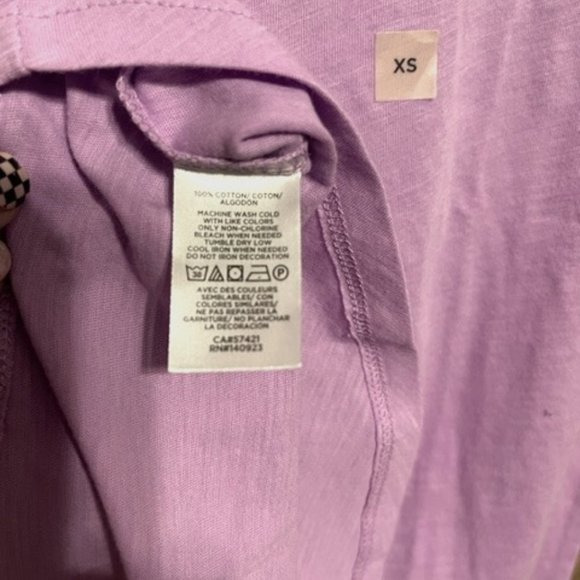 XS
100% COTTON/ COTON/
ALGODON
MACHINE WASH COLD
WITH LIKE COLORS
ONLY NON-CHLORINE
BLEACH WHEN NEEDED
TUMBLE DRY LOW
COOL IRON WHEN NEEDED
DO NOT IRON DECORATION
30 P
AVEC DES COULEURS
SEMBLABLES/ CON
COLORES SIMILARES/
NE PAS REPASSER LA
GARNITURE/ NO PLANCHAR
LA DECORACIÓN
CA#57421
RN#140923